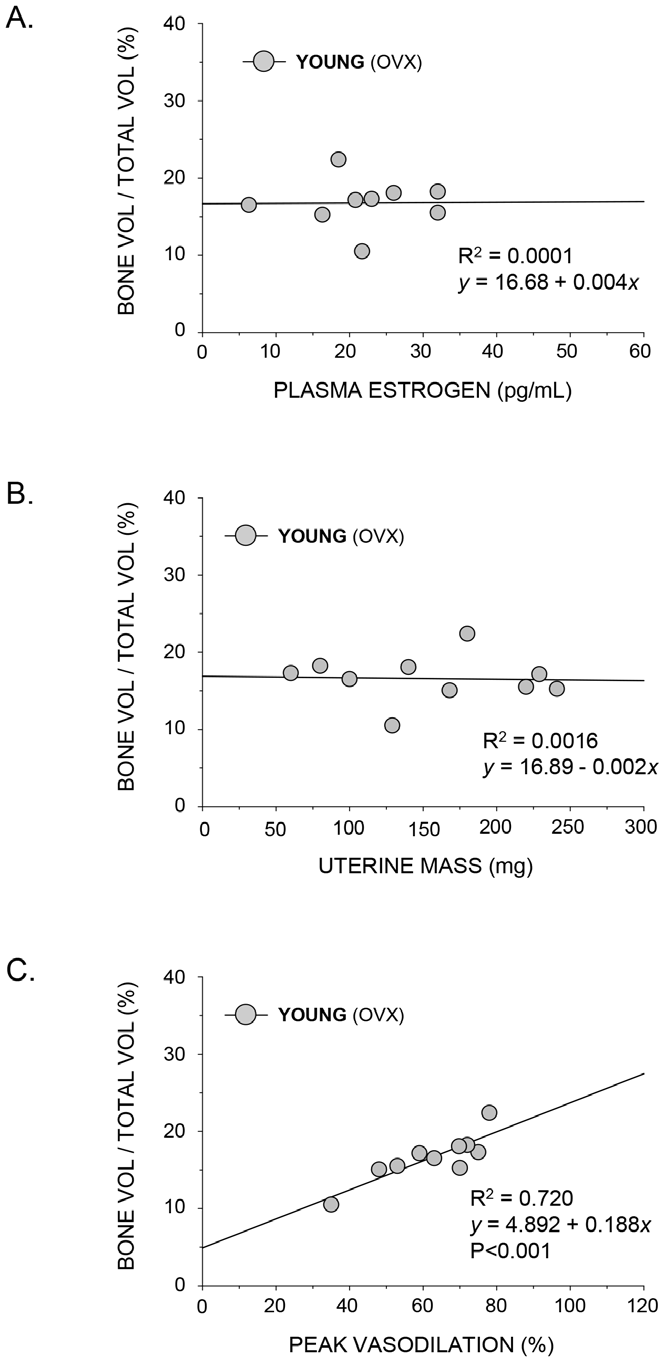 A.
BONE VOL / TOTAL VOL (%)
40
30
20
10
0
YOUNG (OVX)
R² = 0.0001
y = 16.68 + 0.004x
0 10 20 30 40 50 60
PLASMA ESTROGEN (pg/mL)
B.
BONE VOL / TOTAL VOL (%)
40
30
20
10
0
YOUNG (OVX)
R² = 0.0016
y = 16.89 - 0.002x
0 50 100 150 200 250 300
UTERINE MASS (mg)
C.
BONE VOL / TOTAL VOL (%)
40
30
20
10
0
YOUNG (OVX)
R² = 0.720
y = 4.892 + 0.188x
P<0.001
0 20 40 60 80 100 120
PEAK VASODILATION (%)